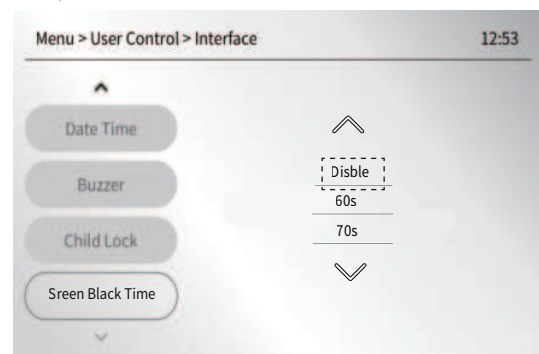 Menu > User Control > Interface 12:53
Date Time
Buzzer
Child Lock
Sreen Black Time
Disble
60s
70s